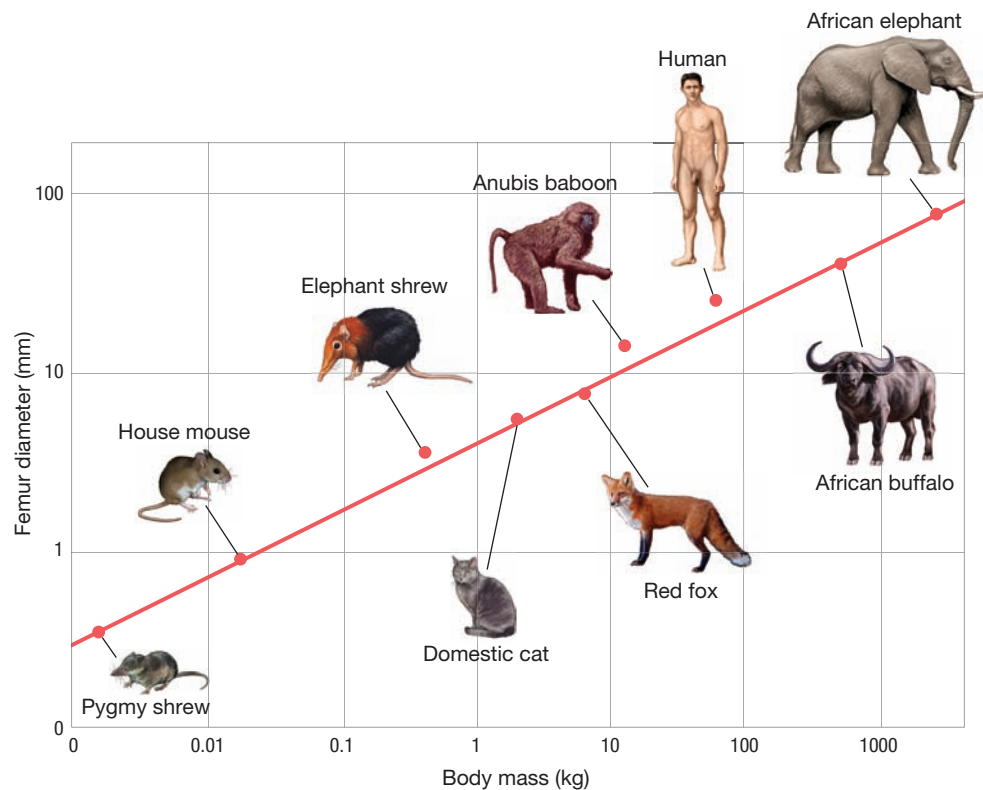 African elephant
Human
Anubis baboon
Elephant shrew
House mouse
Pygmy shrew
Domestic cat
Red fox
African buffalo
Femur diameter (mm)
100
10
1
0
0
0.01
0.1
1
10
100
1000
Body mass (kg)